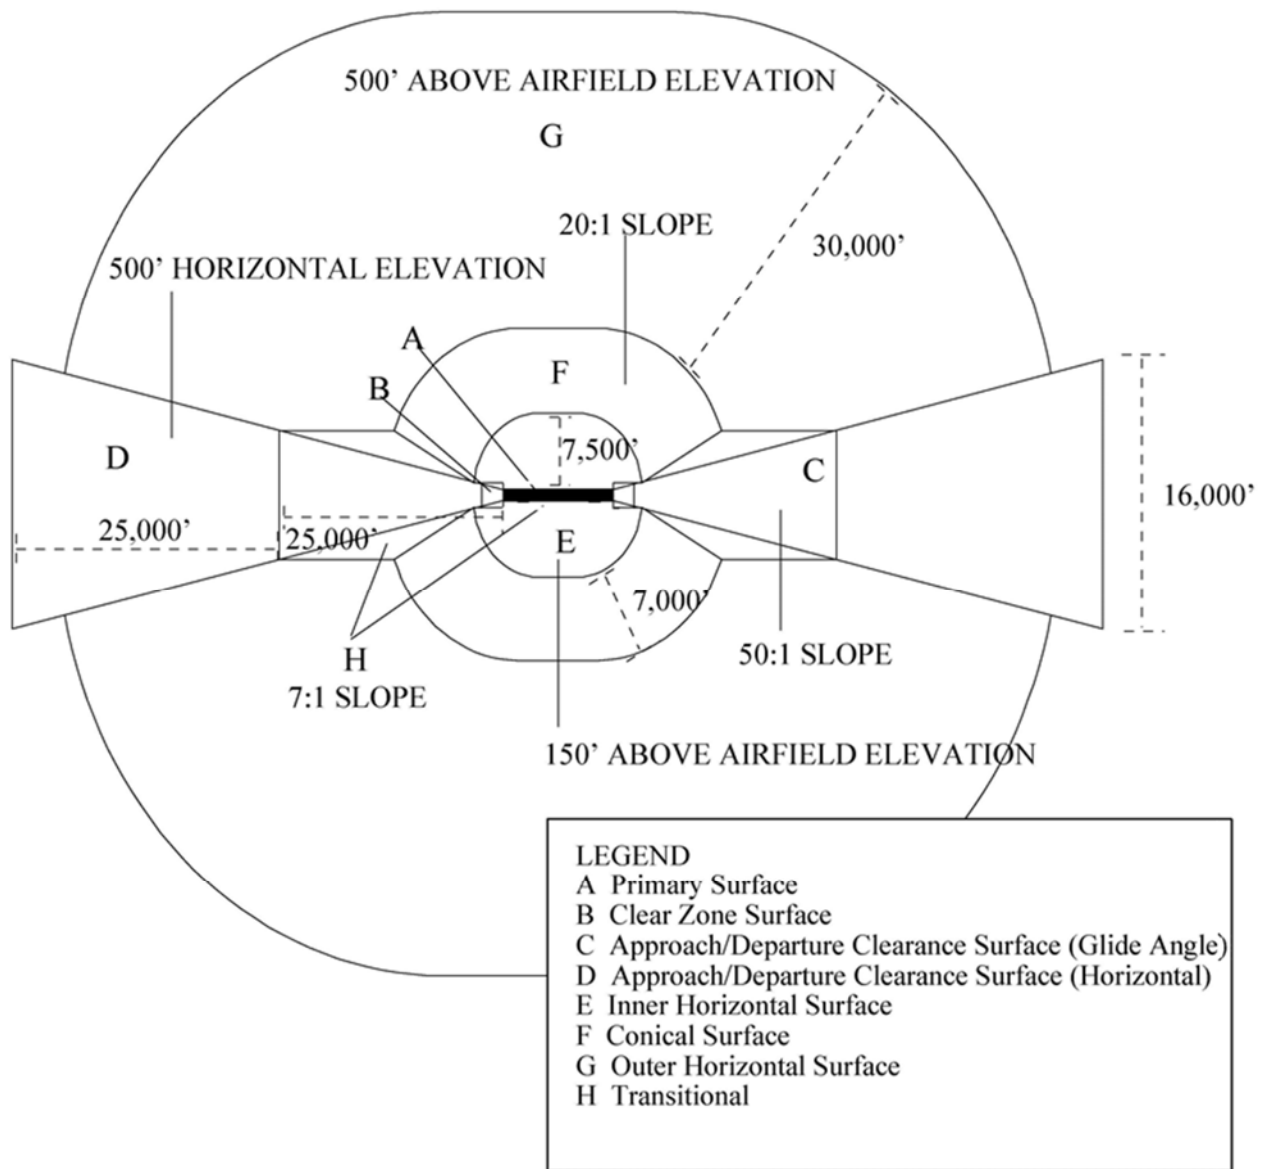 500’ ABOVE AIRFIELD ELEVATION
G
20:1 SLOPE
30,000’
500’ HORIZONTAL ELEVATION
A
F
B
7,500’
D
C
16,000’
25,000’
25,000’
E
7,000’
H
7:1 SLOPE
50:1 SLOPE
150’ ABOVE AIRFIELD ELEVATION
LEGEND
A Primary Surface
B Clear Zone Surface
C Approach/Departure Clearance Surface (Glide Angle)
D Approach/Departure Clearance Surface (Horizontal)
E Inner Horizontal Surface
F Conical Surface
G Outer Horizontal Surface
H Transitional